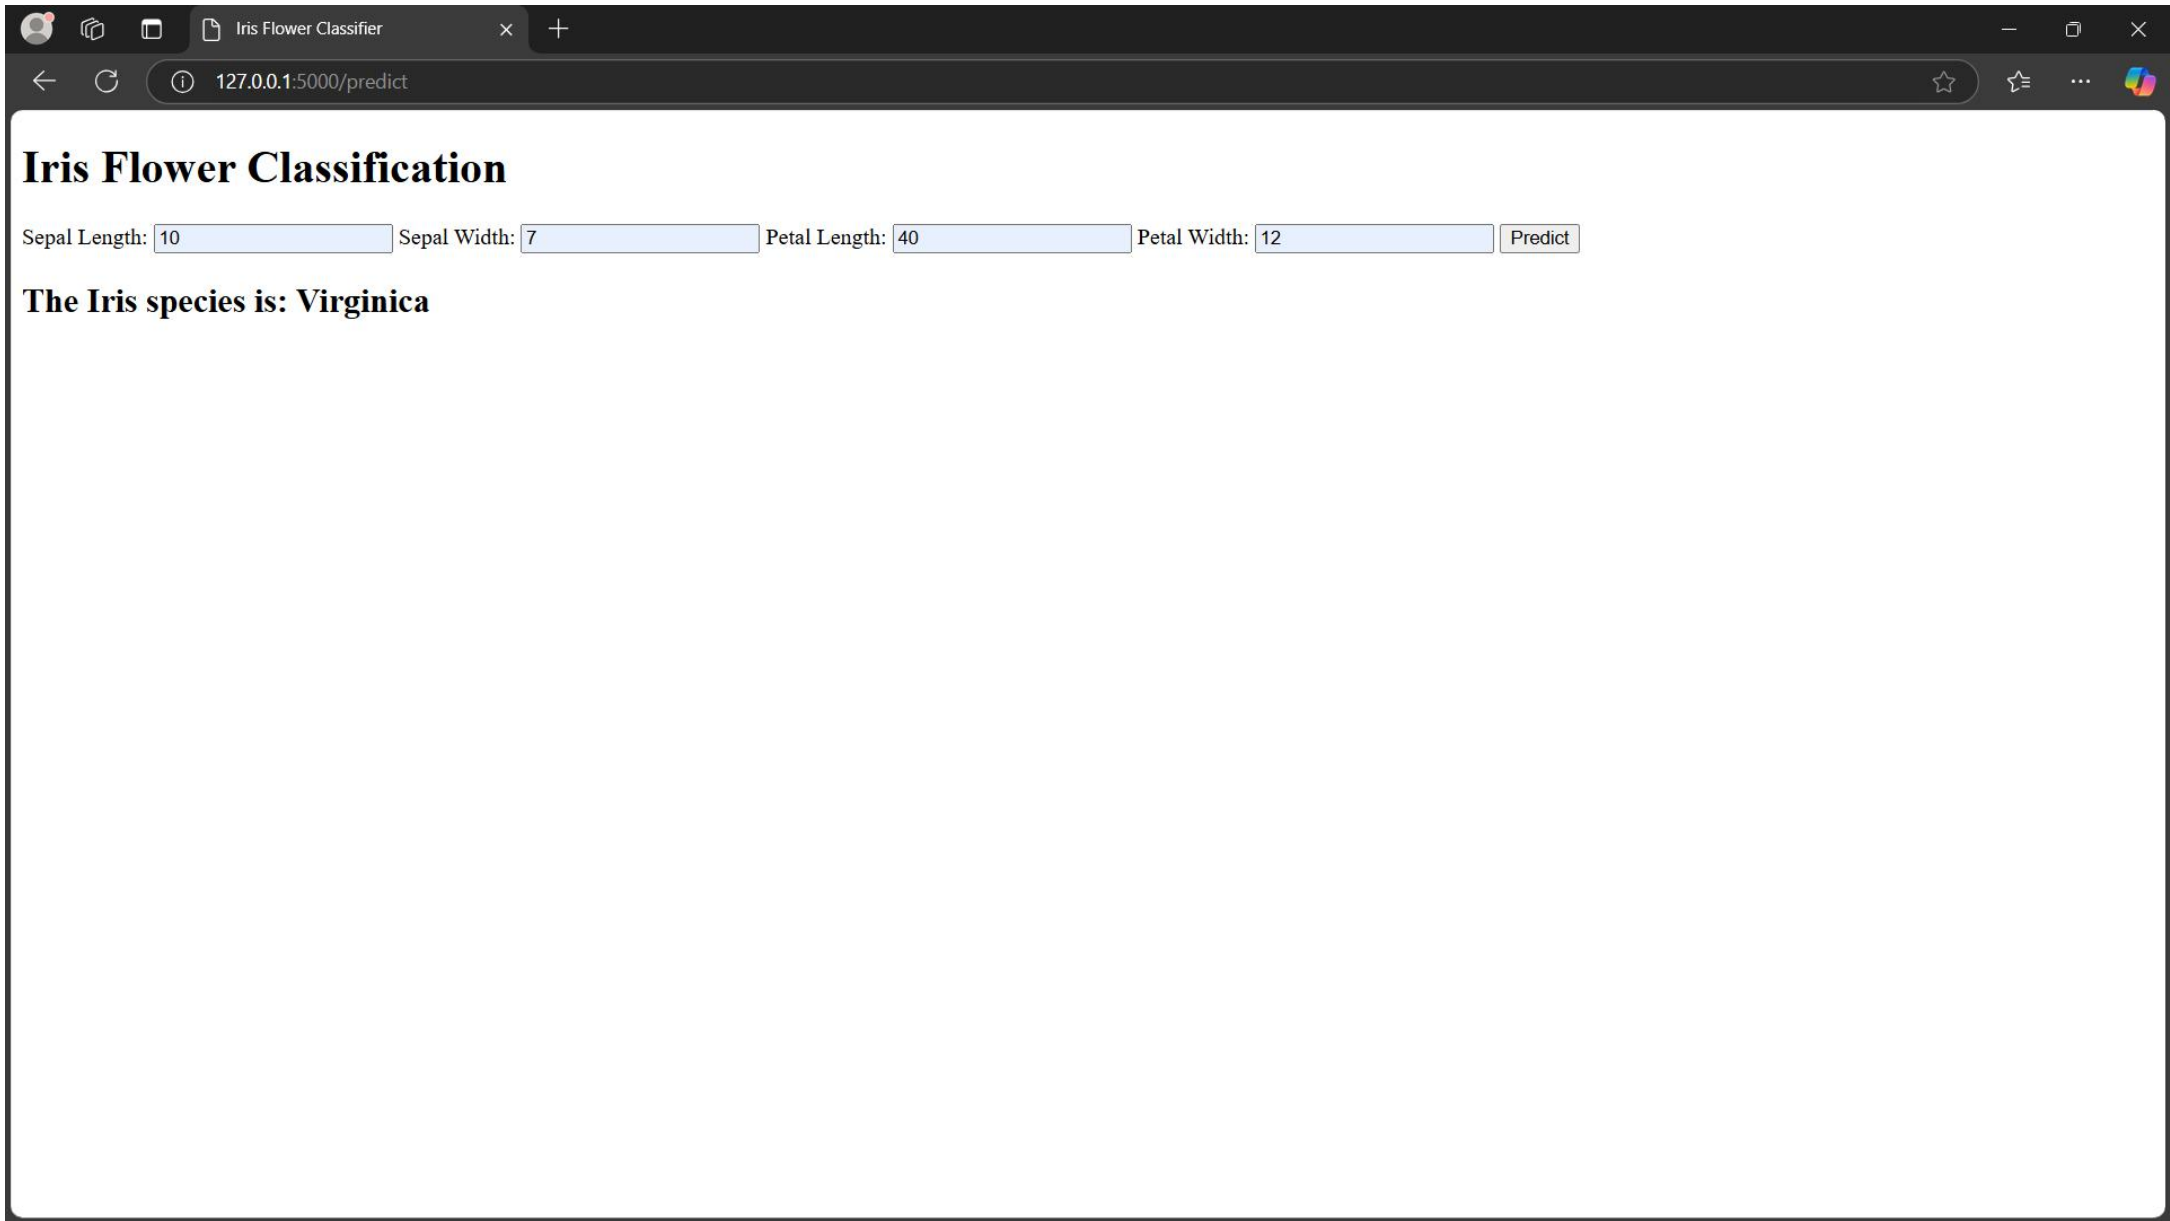 Iris Flower Classifier
127.0.0.1:5000/predict
Iris Flower Classification
Sepal Length: 10 Sepal Width: 7 Petal Length: 40 Petal Width: 12 Predict
The Iris species is: Virginica